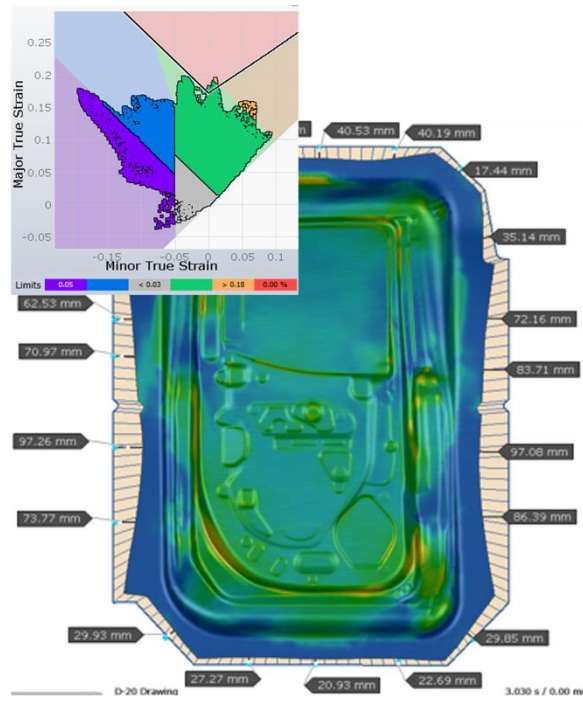 0.25
0.2
0.15
0.1
0.05
0
-0.05
Major True Strain
-0.15
-0.05
0
0.05
0.1
Minor True Strain
Limits 0.05 < 0.03 > 0.18 0.00 %
40.53 mm
40.19 mm
17.44 mm
35.14 mm
62.53 mm
72.16 mm
70.97 mm
83.71 mm
97.26 mm
97.08 mm
73.77 mm
86.39 mm
29.93 mm
29.85 mm
27.27 mm
20.93 mm
22.69 mm
D-20 Drawing
3.030 s / 0.00 m